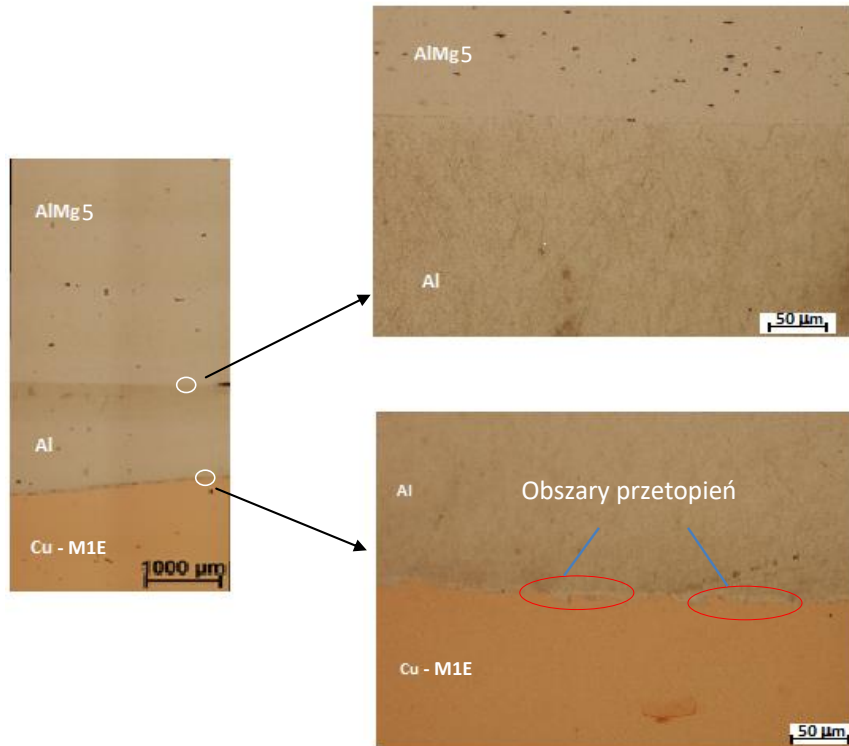 AlMg5
Al
Cu - M1E
1000 µm
AlMg5
Al
50 µm
Al
Obszary przetopień
Cu - M1E
50 µm